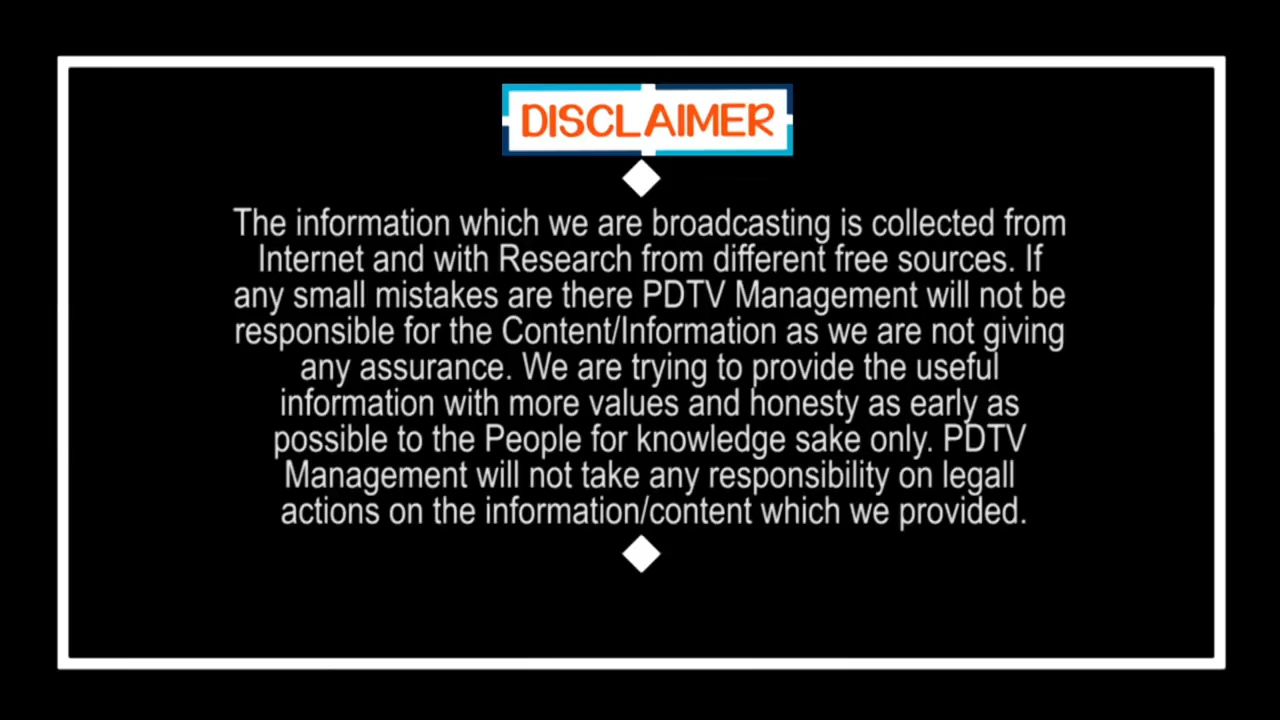 DISCLAIMER
The information which we are broadcasting is collected from
Internet and with Research from different free sources. If
any small mistakes are there PDTV Management will not be
responsible for the Content/Information as we are not giving
any assurance. We are trying to provide the useful
information with more values and honesty as early as
possible to the People for knowledge sake only. PDTV
Management will not take any responsibility on legall
actions on the information/content which we provided.